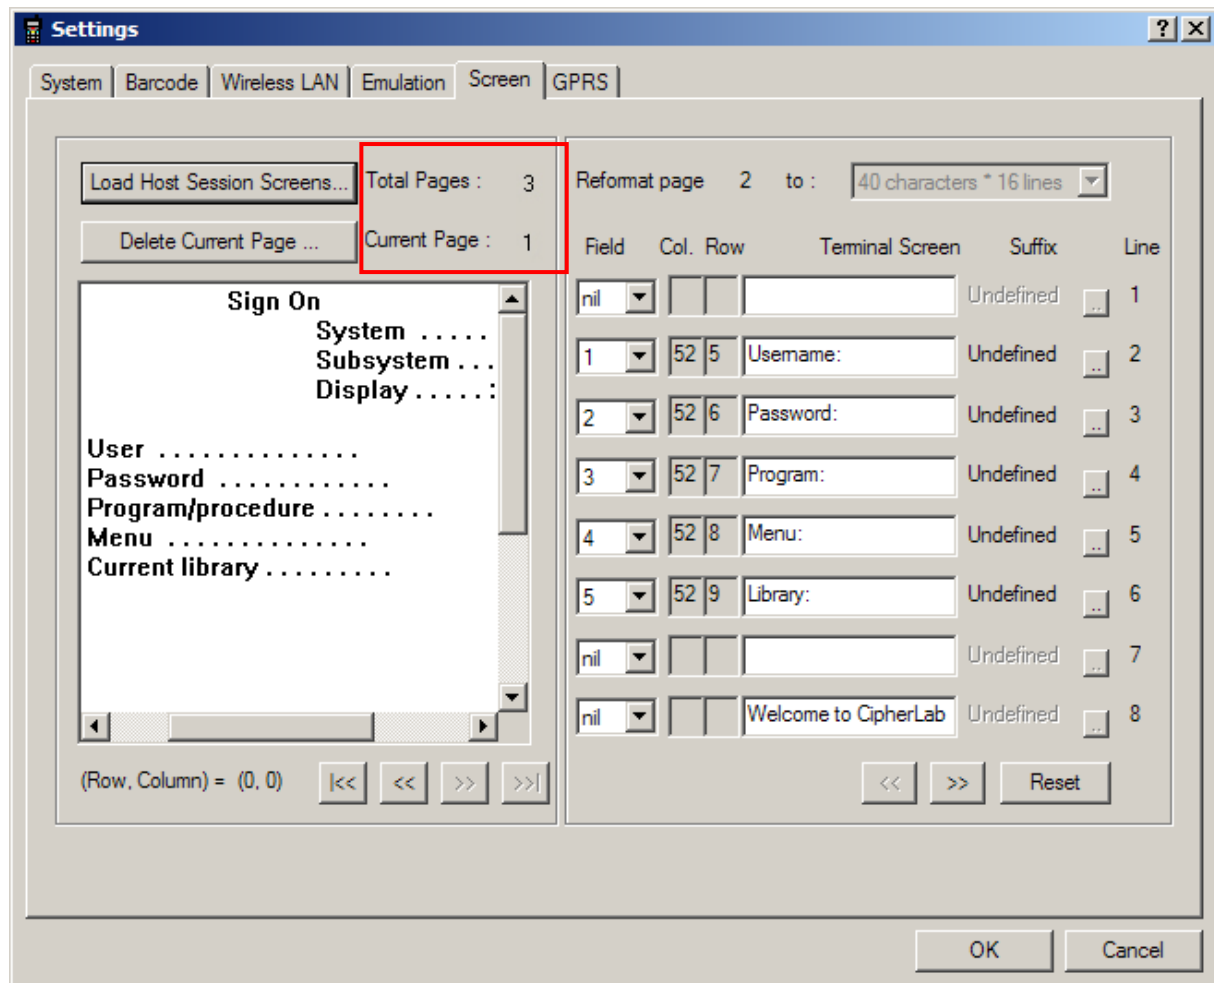 Settings
System Barcode Wireless LAN Emulation Screen GPRS
Load Host Session Screens... Total Pages : 3
Delete Current Page ... Current Page : 1
Sign On
System . . . . .
Subsystem . . .
Display . . . . . :
User . . . . . . . . . . . . . .
Password . . . . . . . . . . . .
Program/procedure . . . . . . . .
Menu . . . . . . . . . . . . . .
Current library . . . . . . . . .
(Row, Column) = (0, 0) |<< << >> >>|
Reformat page 2 to : 40 characters * 16 lines
Field Col. Row Terminal Screen Suffix Line
nil Undefined .. 1
1 52 5 Username: Undefined .. 2
2 52 6 Password: Undefined .. 3
3 52 7 Program: Undefined .. 4
4 52 8 Menu: Undefined .. 5
5 52 9 Library: Undefined .. 6
nil Undefined .. 7
nil Welcome to CipherLab Undefined .. 8
<< >> Reset
OK Cancel